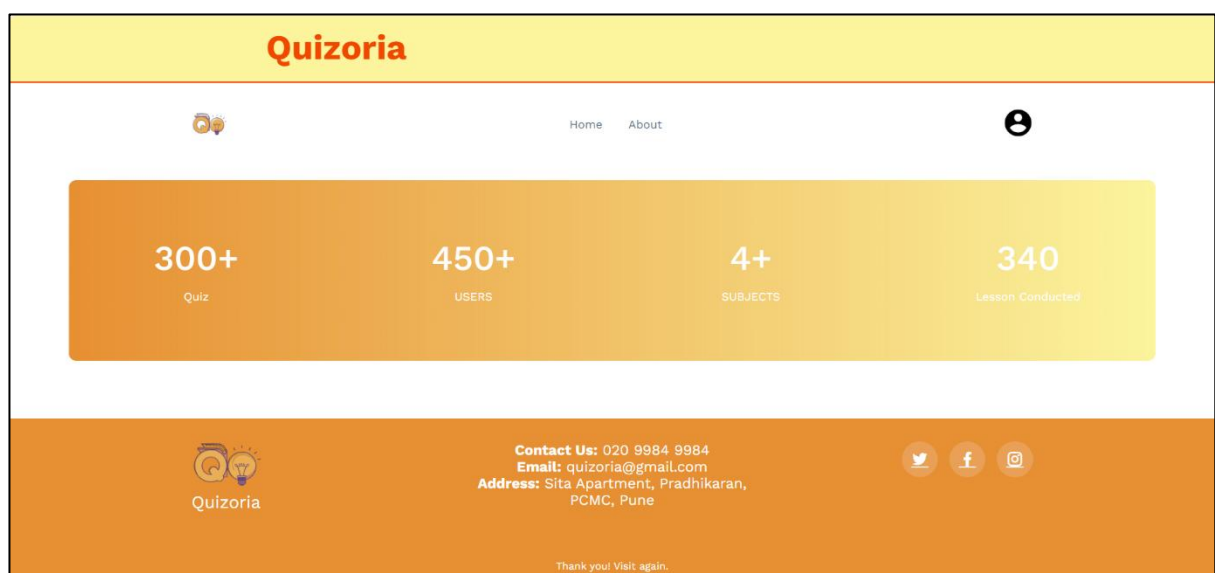 Quizoria
Home About
300+ 450+ 4+ 340
Quiz USERS SUBJECTS Lesson Conducted
Contact Us: 020 9984 9984
Email: quizoria@gmail.com
Address: Sita Apartment, Pradhikaran,
PCMC, Pune
Quizoria
Thank you! Visit again.